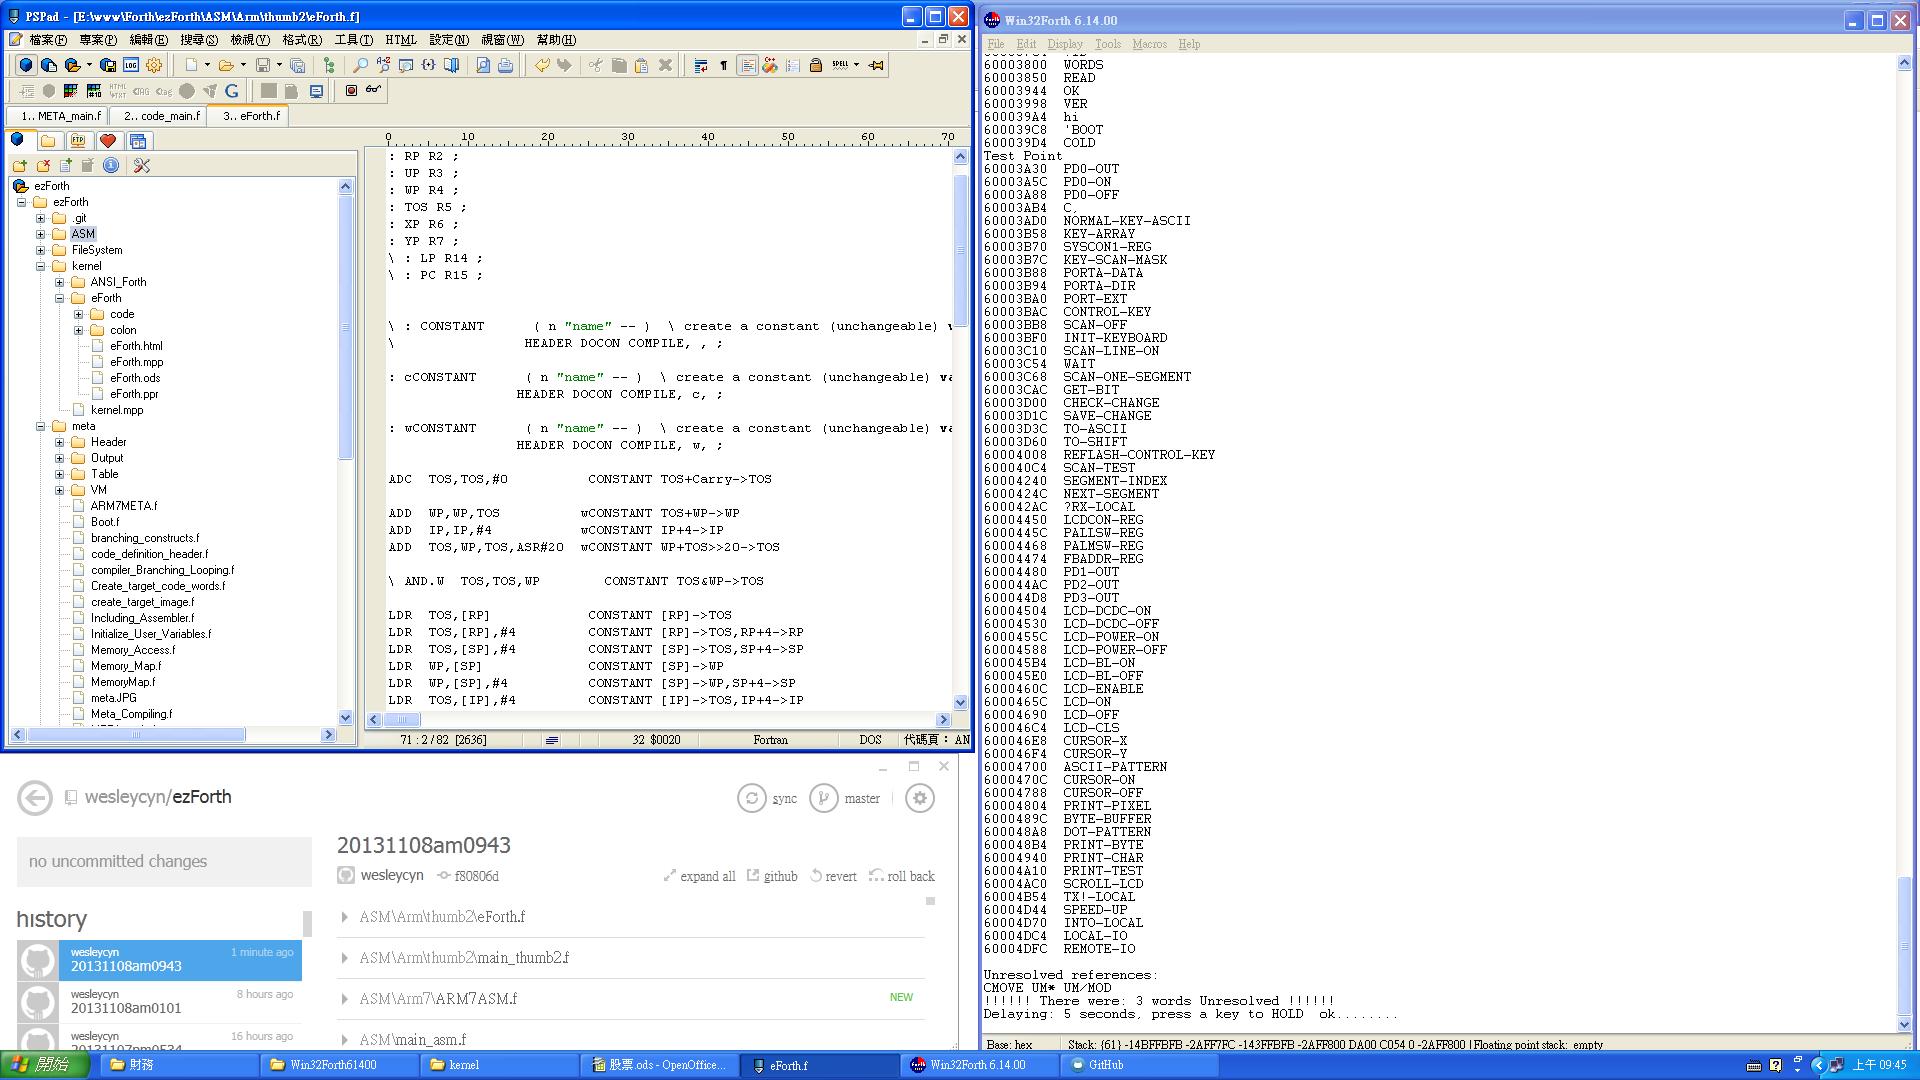 PSPad - [E:\www\Forth\ezForth\ASM\Arm\thumb2\eForth.f]
檔案(F) 專案(P) 編輯(E) 搜尋(S) 檢視(V) 格式(R) 工具(T) HTML 設定(N) 視窗(W) 幫助(H)
1.. META_main.f 2.. code_main.f 3.. eForth.f
ezForth
ezForth
.git
ASM
FileSystem
kernel
ANSI_Forth
eForth
code
colon
eForth.html
eForth.mpp
eForth.ods
eForth.ppr
kernel.mpp
meta
Header
Output
Table
VM
ARM7META.f
Boot.f
branching_constructs.f
code_definition_header.f
compiler_Branching_Looping.f
Create_target_code_words.f
create_target_image.f
Including_Assembler.f
Initialize_User_Variables.f
Memory_Access.f
Memory_Map.f
MemoryMap.f
meta.JPG
Meta_Compiling.f
0 10 20 30 40 50 60 70
: RP R2 ;
: UP R3 ;
: WP R4 ;
: TOS R5 ;
: XP R6 ;
: YP R7 ;
\ : LP R14 ;
\ : PC R15 ;
\ : CONSTANT ( n "name" -- ) \ create a constant (unchangeable) v
\ HEADER DOCON COMPILE, , ;
: cCONSTANT ( n "name" -- ) \ create a constant (unchangeable) va
HEADER DOCON COMPILE, c, ;
: wCONSTANT ( n "name" -- ) \ create a constant (unchangeable) va
HEADER DOCON COMPILE, w, ;
ADC TOS,TOS,#0 CONSTANT TOS+Carry->TOS
ADD WP,WP,TOS wCONSTANT TOS+WP->WP
ADD IP,IP,#4 wCONSTANT IP+4->IP
ADD TOS,WP,TOS,ASR#20 wCONSTANT WP+TOS>>20->TOS
\ AND.W TOS,TOS,WP CONSTANT TOS&WP->TOS
LDR TOS,[RP] CONSTANT [RP]->TOS
LDR TOS,[RP],#4 CONSTANT [RP]->TOS,RP+4->RP
LDR TOS,[SP],#4 CONSTANT [SP]->TOS,SP+4->SP
LDR WP,[SP] CONSTANT [SP]->WP
LDR WP,[SP],#4 CONSTANT [SP]->WP,SP+4->SP
LDR TOS,[IP],#4 CONSTANT [IP]->TOS,IP+4->IP
71 : 2 / 82 [2636] 32 $0020 Fortran DOS 代碼頁： AN
wesleycyn/ezForth
sync master
no uncommitted changes
history
wesleycyn 1 minute ago
20131108am0943
wesleycyn 8 hours ago
20131108am0101
wesleycyn 16 hours ago
20131107pm0534
20131108am0943
wesleycyn f80806d expand all github revert roll back
ASM\Arm\thumb2\eForth.f
ASM\Arm\thumb2\main_thumb2.f
ASM\Arm7\ARM7ASM.f NEW
ASM\main_asm.f
Win32Forth 6.14.00
File Edit Display Tools Macros Help
60003800 WORDS
60003850 READ
60003944 OK
60003998 VER
600039A4 hi
600039C8 'BOOT
600039D4 COLD
Test Point
60003A30 PD0-OUT
60003A5C PD0-ON
60003A88 PD0-OFF
60003AB4 C,
60003AD0 NORMAL-KEY-ASCII
60003B58 KEY-ARRAY
60003B70 SYSCON1-REG
60003B7C KEY-SCAN-MASK
60003B88 PORTA-DATA
60003B94 PORTA-DIR
60003BA0 PORT-EXT
60003BAC CONTROL-KEY
60003BB8 SCAN-OFF
60003BF0 INIT-KEYBOARD
60003C10 SCAN-LINE-ON
60003C54 WAIT
60003C68 SCAN-ONE-SEGMENT
60003CAC GET-BIT
60003D00 CHECK-CHANGE
60003D1C SAVE-CHANGE
60003D3C TO-ASCII
60003D60 TO-SHIFT
60004008 REFLASH-CONTROL-KEY
600040C4 SCAN-TEST
60004240 SEGMENT-INDEX
6000424C NEXT-SEGMENT
600042AC ?RX-LOCAL
60004450 LCDCON-REG
6000445C PALLSW-REG
60004468 PALMSW-REG
60004474 FBADDR-REG
60004480 PD1-OUT
600044AC PD2-OUT
600044D8 PD3-OUT
60004504 LCD-DCDC-ON
60004530 LCD-DCDC-OFF
6000455C LCD-POWER-ON
60004588 LCD-POWER-OFF
600045B4 LCD-BL-ON
600045E0 LCD-BL-OFF
6000460C LCD-ENABLE
6000465C LCD-ON
60004690 LCD-OFF
600046C4 LCD-CLS
600046E8 CURSOR-X
600046F4 CURSOR-Y
60004700 ASCII-PATTERN
6000470C CURSOR-ON
60004788 CURSOR-OFF
60004804 PRINT-PIXEL
6000489C BYTE-BUFFER
600048A8 DOT-PATTERN
600048B4 PRINT-BYTE
60004940 PRINT-CHAR
60004A10 PRINT-TEST
60004AC0 SCROLL-LCD
60004B54 TX!-LOCAL
60004D44 SPEED-UP
60004D70 INTO-LOCAL
60004DC4 LOCAL-IO
60004DFC REMOTE-IO
Unresolved references:
CMOVE UM* UM/MOD
!!!!!! There were: 3 words Unresolved !!!!!!
Delaying: 5 seconds, press a key to HOLD ok........
Base: hex Stack: {61} -14BFFBFB -2AFF7FC -143FFBFB -2AFF800 DA00 C054 0 -2AFF800 Floating point stack: empty
開始 財務 Win32Forth61400 kernel 股票.ods - OpenOffice... eForth.f Win32Forth 6.14.00 GitHub 上午 09:45